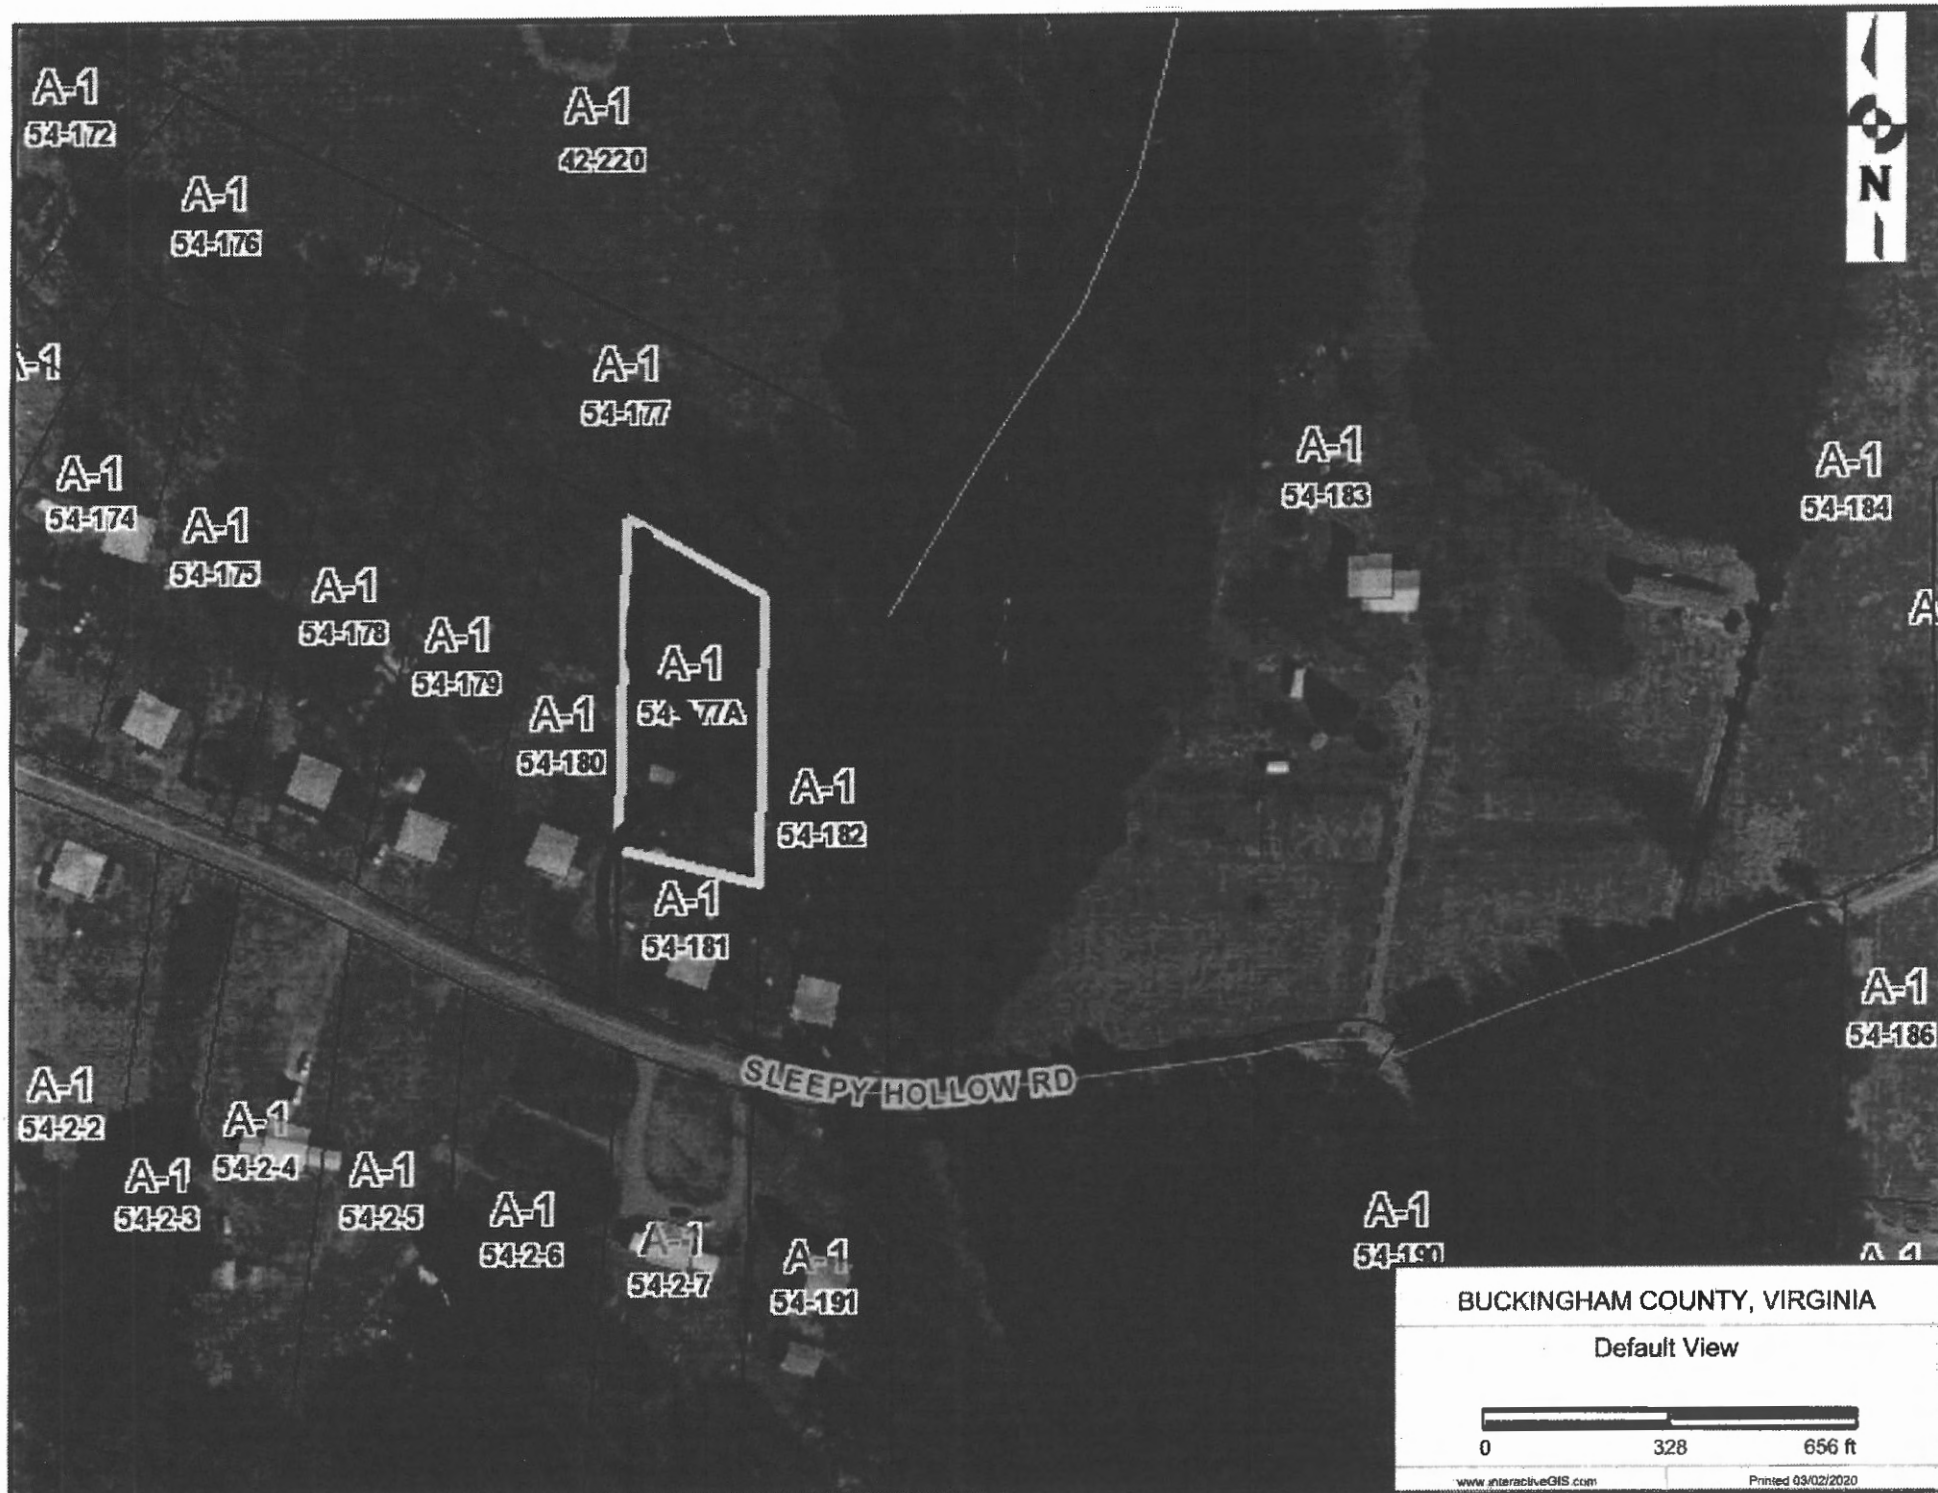 A-1
54-172
A-1
42-220
N
A-1
54-176
A-1
A-1
54-177
A-1
54-183
A-1
54-184
A-1
54-174
A-1
54-175
A-1
54-178
A-1
54-179
A
A-1
54-77A
A-1
54-180
A-1
54-182
A-1
54-181
A-1
54-186
SLEEPY HOLLOW RD
A-1
54-2-2
A-1
54-2-4
A-1
54-2-3
A-1
54-2-5
A-1
54-2-6
A-1
54-2-7
A-1
54-191
A-1
54-190
A-1
BUCKINGHAM COUNTY, VIRGINIA
Default View
0 328 656 ft
www.interactiveGIS.com Printed 03/02/2020